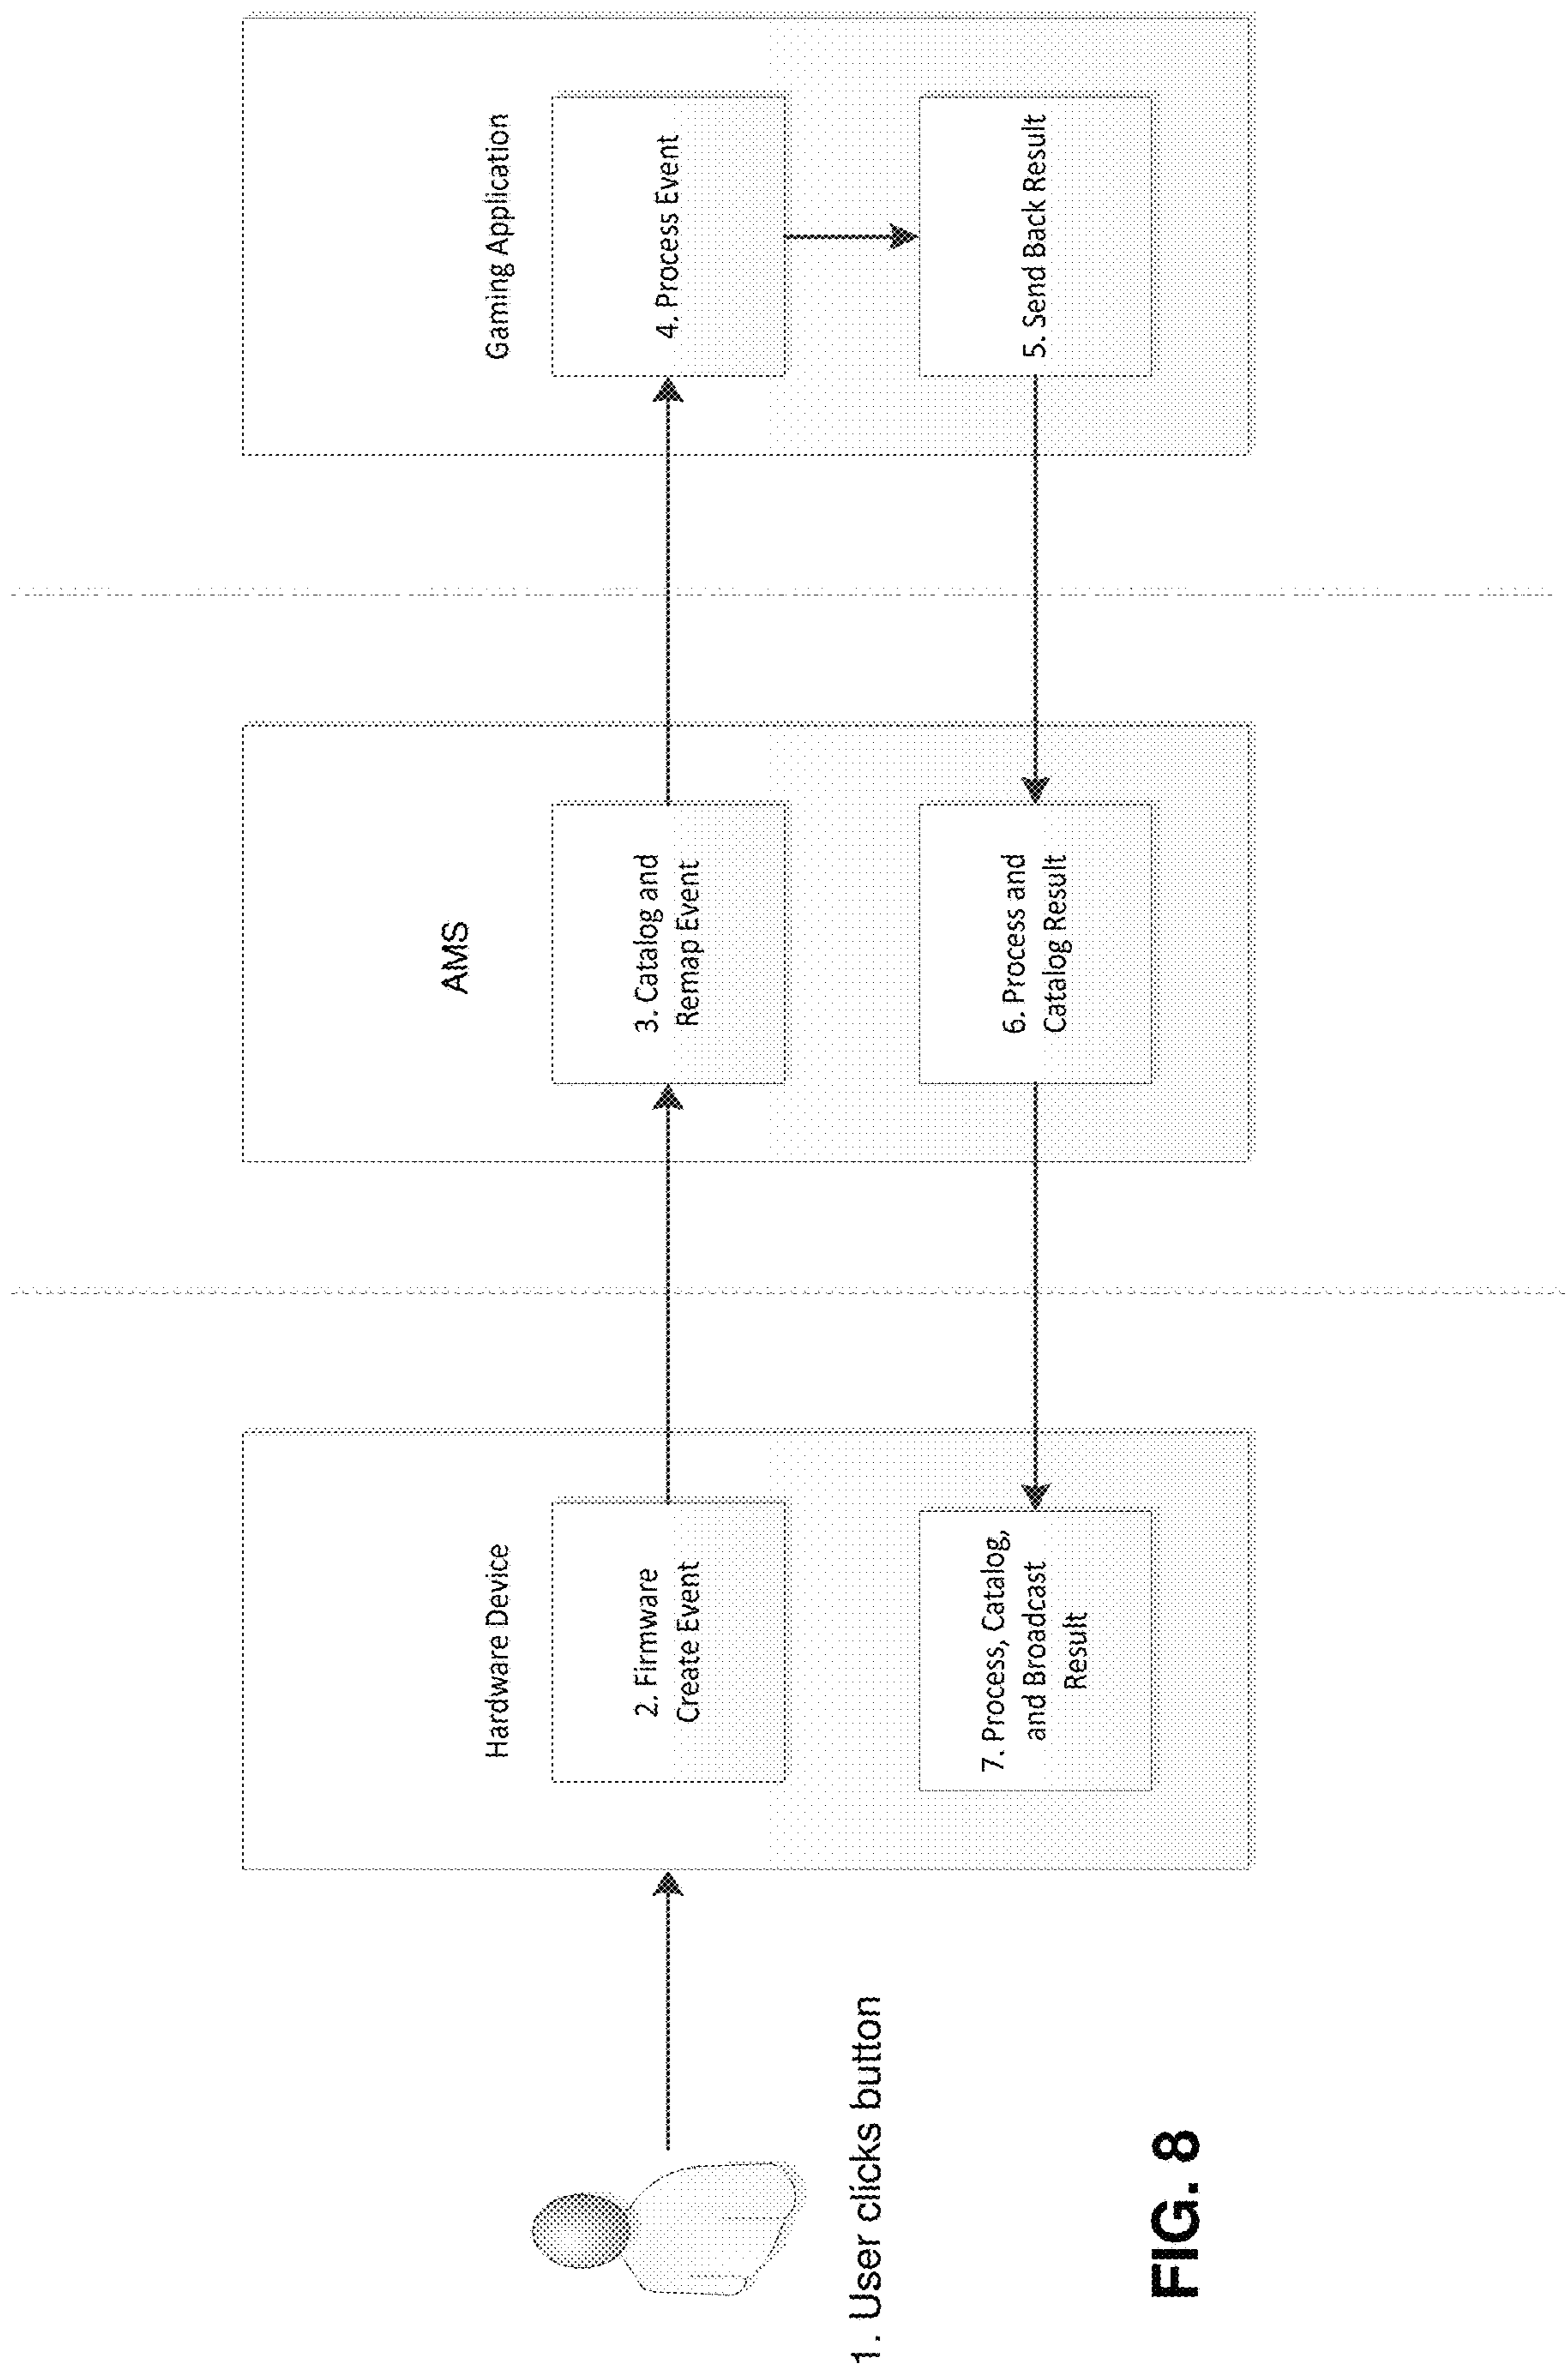 Hardware Device
AMS
Gaming Application
1. User clicks button
2. Firmware
Create Event
3. Catalog and
Remap Event
4. Process Event
5. Send Back Result
6. Process and
Catalog Result
7. Process, Catalog,
and Broadcast
Result
FIG. 8